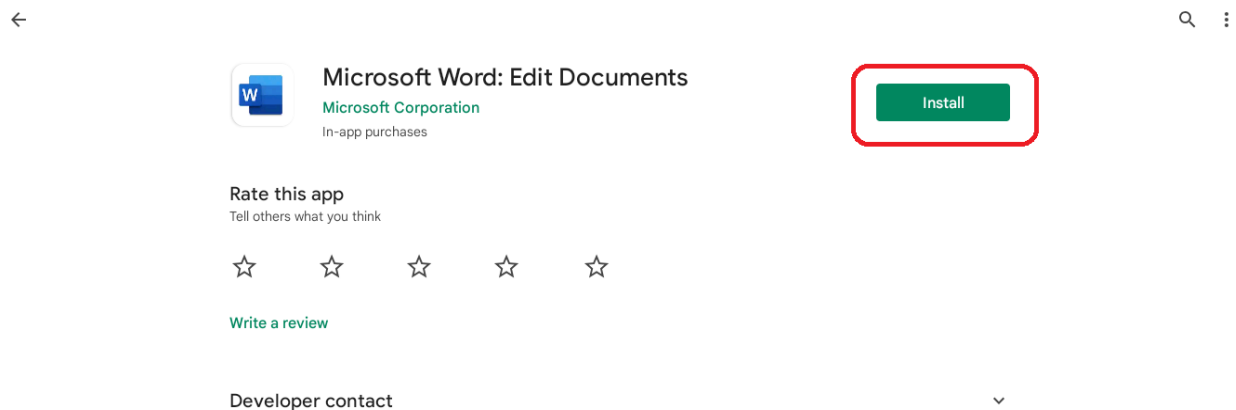 Microsoft Word: Edit Documents
W
Microsoft Corporation
In-app purchases
Install
Rate this app
Tell others what you think
Write a review
Developer contact